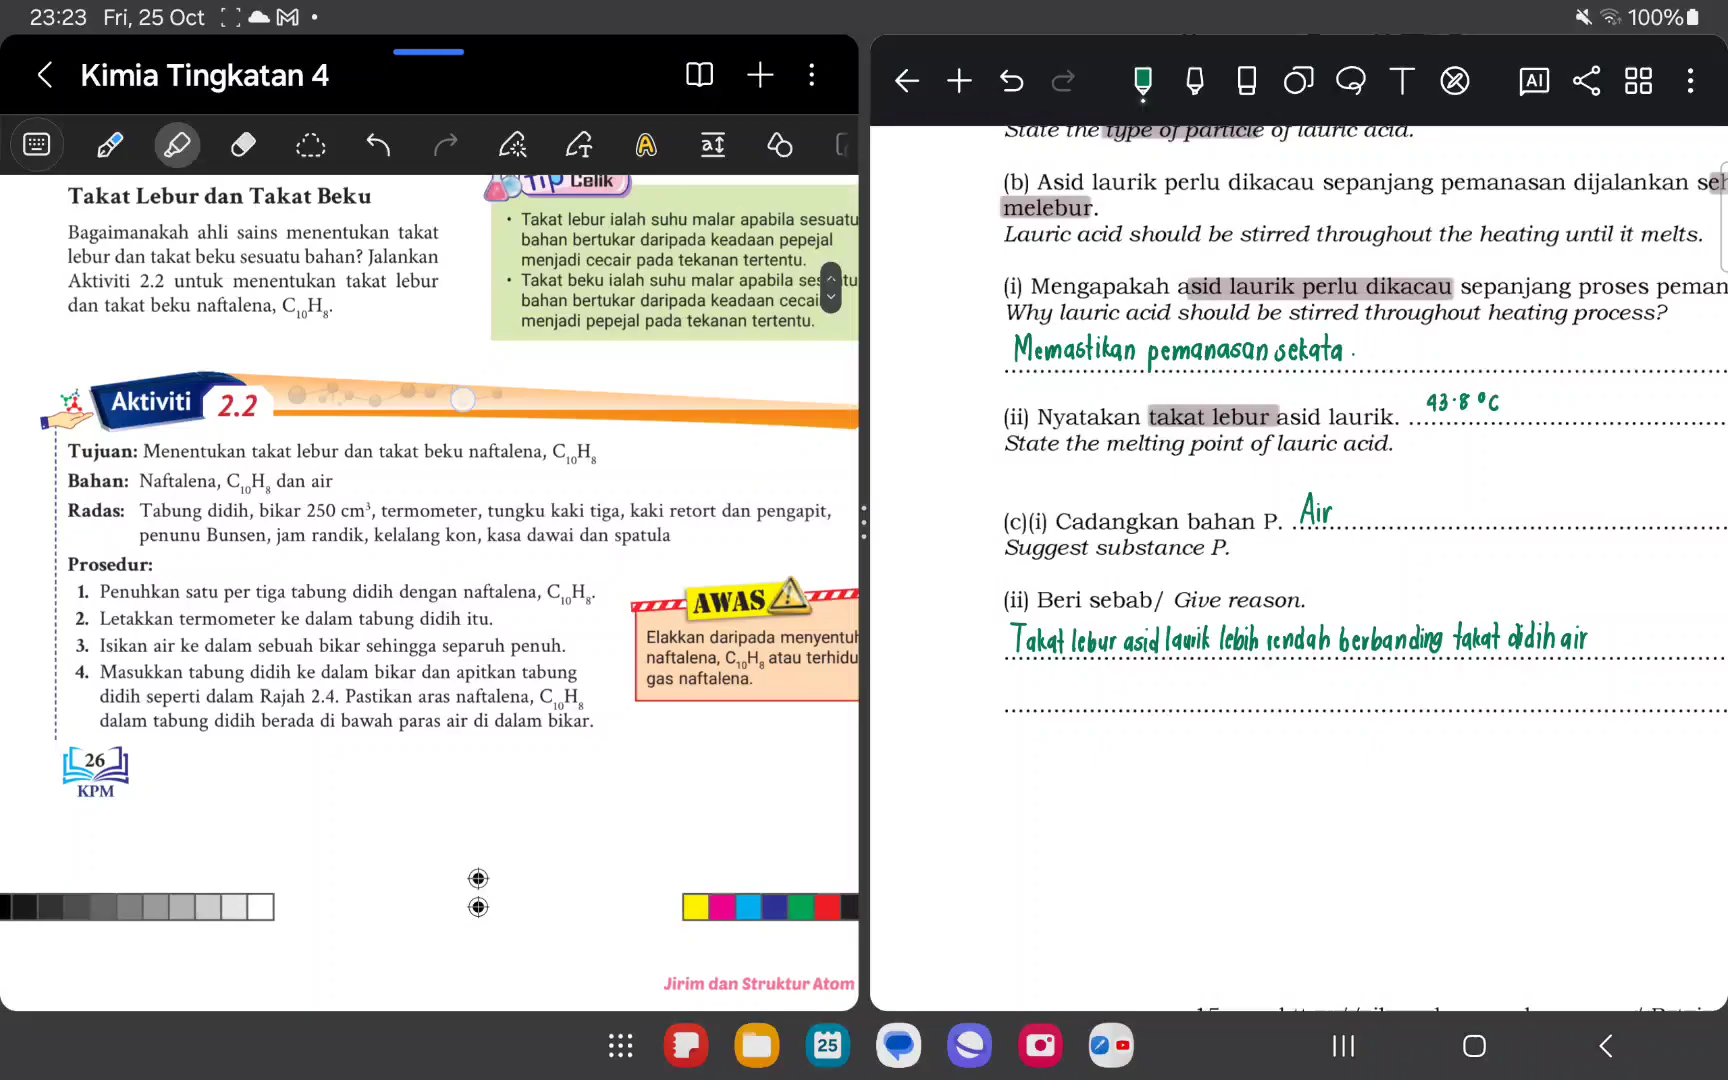 23:23 Fri, 25 Oct
100%
Kimia Tingkatan 4
Takat Lebur dan Takat Beku
Bagaimanakah ahli sains menentukan takat
lebur dan takat beku sesuatu bahan? Jalankan
Aktiviti 2.2 untuk menentukan takat lebur
dan takat beku naftalena, C₁₀H₈.
Tip Celik
• Takat lebur ialah suhu malar apabila sesuatu
bahan bertukar daripada keadaan pepejal
menjadi cecair pada tekanan tertentu.
• Takat beku ialah suhu malar apabila
bahan bertukar daripada keadaan
menjadi pepejal pada tekanan tertentu.
Aktiviti 2.2
Tujuan: Menentukan takat lebur dan takat beku naftalena, C₁₀H₈
Bahan: Naftalena, C₁₀H₈ dan air
Radas: Tabung didih, bikar 250 cm³, termometer, tungku kaki tiga, kaki retort dan pengapit,
penunu Bunsen, jam randik, kelalang kon, kasa dawai dan spatula
Prosedur:
1. Penuhkan satu per tiga tabung didih dengan naftalena, C₁₀H₈.
2. Letakkan termometer ke dalam tabung didih itu.
3. Isikan air ke dalam sebuah bikar sehingga separuh penuh.
4. Masukkan tabung didih ke dalam bikar dan apitkan tabung
didih seperti dalam Rajah 2.4. Pastikan aras naftalena, C₁₀H₈
dalam tabung didih berada di bawah paras air di dalam bikar.
AWAS
Elakkan daripada
naftalena, C₁₀H₈ atau
gas naftalena.
26
KPM
Jirim dan Struktur Atom
AI
State the type of particle of lauric acid.
(b) Asid laurik perlu dikacau sepanjang pemanasan dijalankan
melebur.
Lauric acid should be stirred throughout the heating until it melts.
(i) Mengapakah asid laurik perlu dikacau sepanjang proses
Why lauric acid should be stirred throughout heating process?
Memastikan pemanasan sekata.
(ii) Nyatakan takat lebur asid laurik. 43.8 °C
State the melting point of lauric acid.
(c)(i) Cadangkan bahan P. Air
Suggest substance P.
(ii) Beri sebab/ Give reason.
Takat lebur asid laurik lebih rendah berbanding takat didih air
25